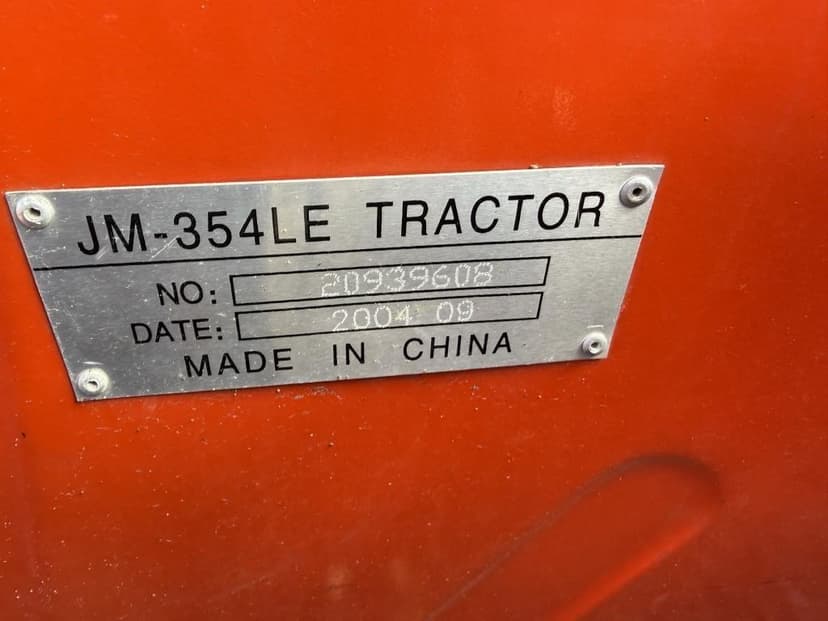 JM-354LE TRACTOR
NO: 20939608
DATE: 2004 09
MADE IN CHINA